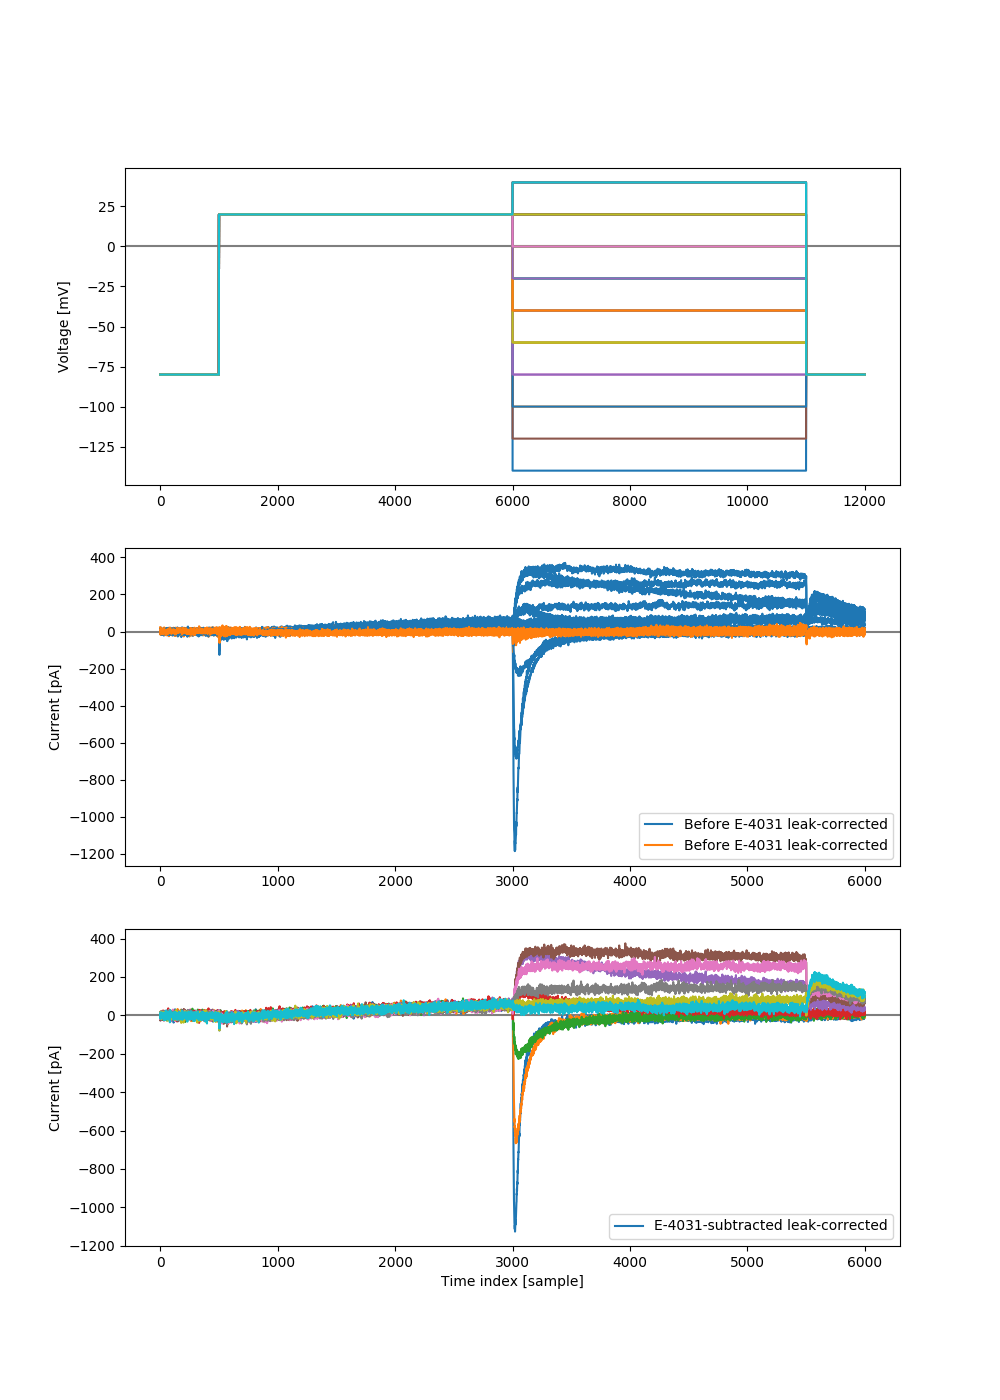 25
0
−25
−50
−75
−100
−125
Voltage [mV]
0 2000 4000 6000 8000 10000 12000
400
200
0
−200
−400
−600
−800
−1000
−1200
Current [pA]
Before E-4031 leak-corrected
Before E-4031 leak-corrected
0 1000 2000 3000 4000 5000 6000
400
200
0
−200
−400
−600
−800
−1000
−1200
Current [pA]
E-4031-subtracted leak-corrected
0 1000 2000 3000 4000 5000 6000
Time index [sample]